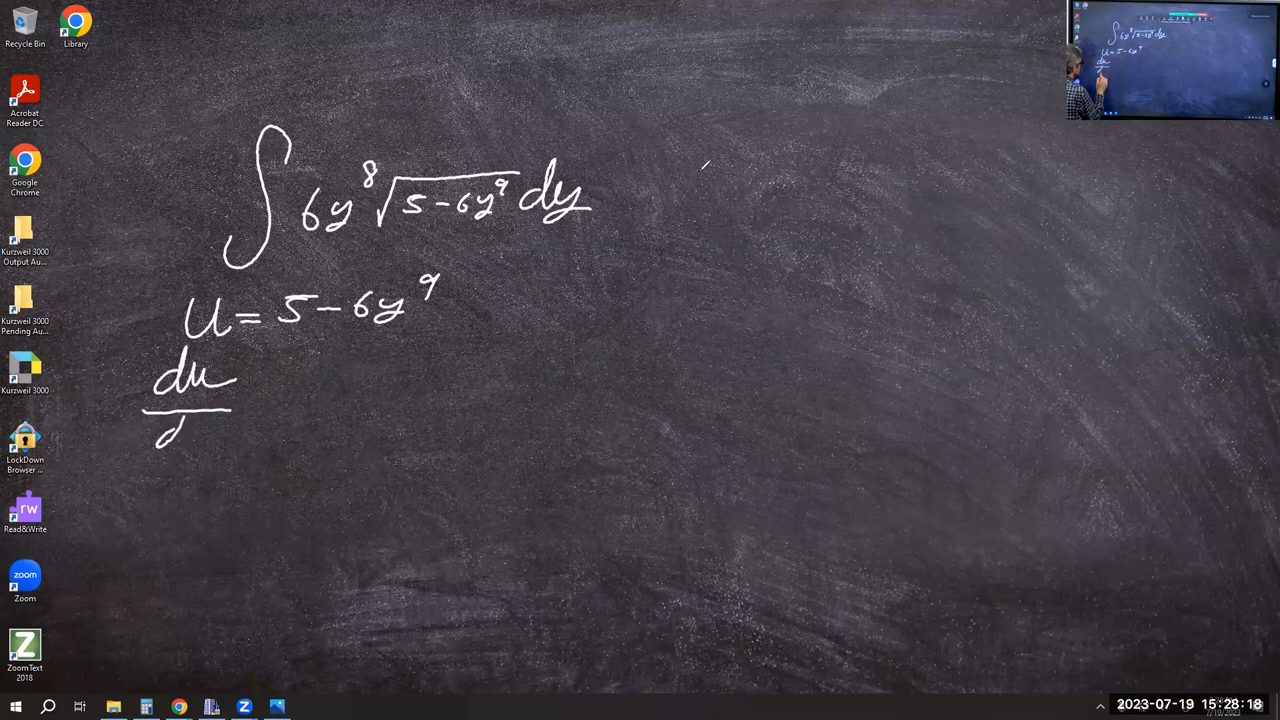 Recycle Bin
Library
Acrobat
Reader DC
Google
Chrome
Kurzweil 3000
Output Au...
Kurzweil 3000
Pending Au...
Kurzweil 3000
LockDown
Browser ...
rw
Read&Write
zoom
Zoom
Z
ZoomText
2018
∫ 6y⁸√(5-6y⁹) dy
u = 5 - 6y⁹
du
d
2023-07-19 15:28:18